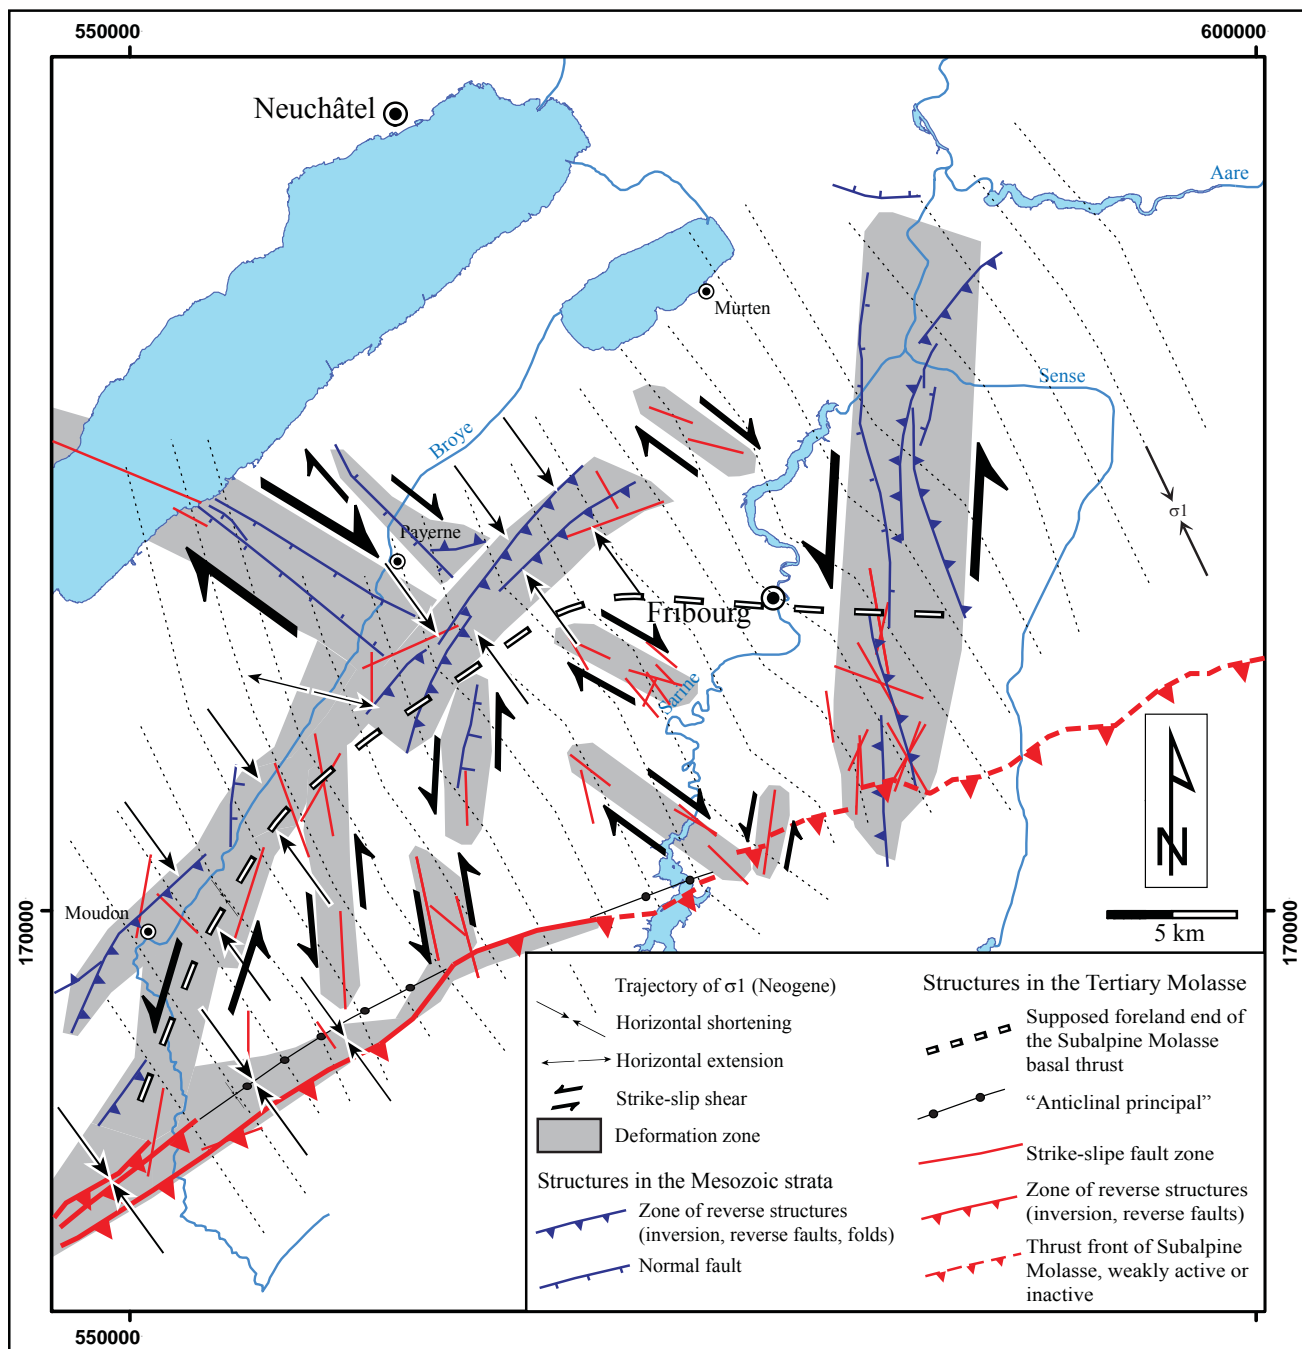 550000
600000
Neuchâtel
Aare
Murten
Sense
Broye
σ1
Payerne
Fribourg
Sarine
Moudon
170000
170000
N
5 km
Trajectory of σ1 (Neogene)
Horizontal shortening
Horizontal extension
Strike-slip shear
Deformation zone
Structures in the Mesozoic strata
Zone of reverse structures
(inversion, reverse faults, folds)
Normal fault
Structures in the Tertiary Molasse
Supposed foreland end of
the Subalpine Molasse
basal thrust
“Anticlinal principal”
Strike-slipe fault zone
Zone of reverse structures
(inversion, reverse faults)
Thrust front of Subalpine
Molasse, weakly active or
inactive
550000
600000